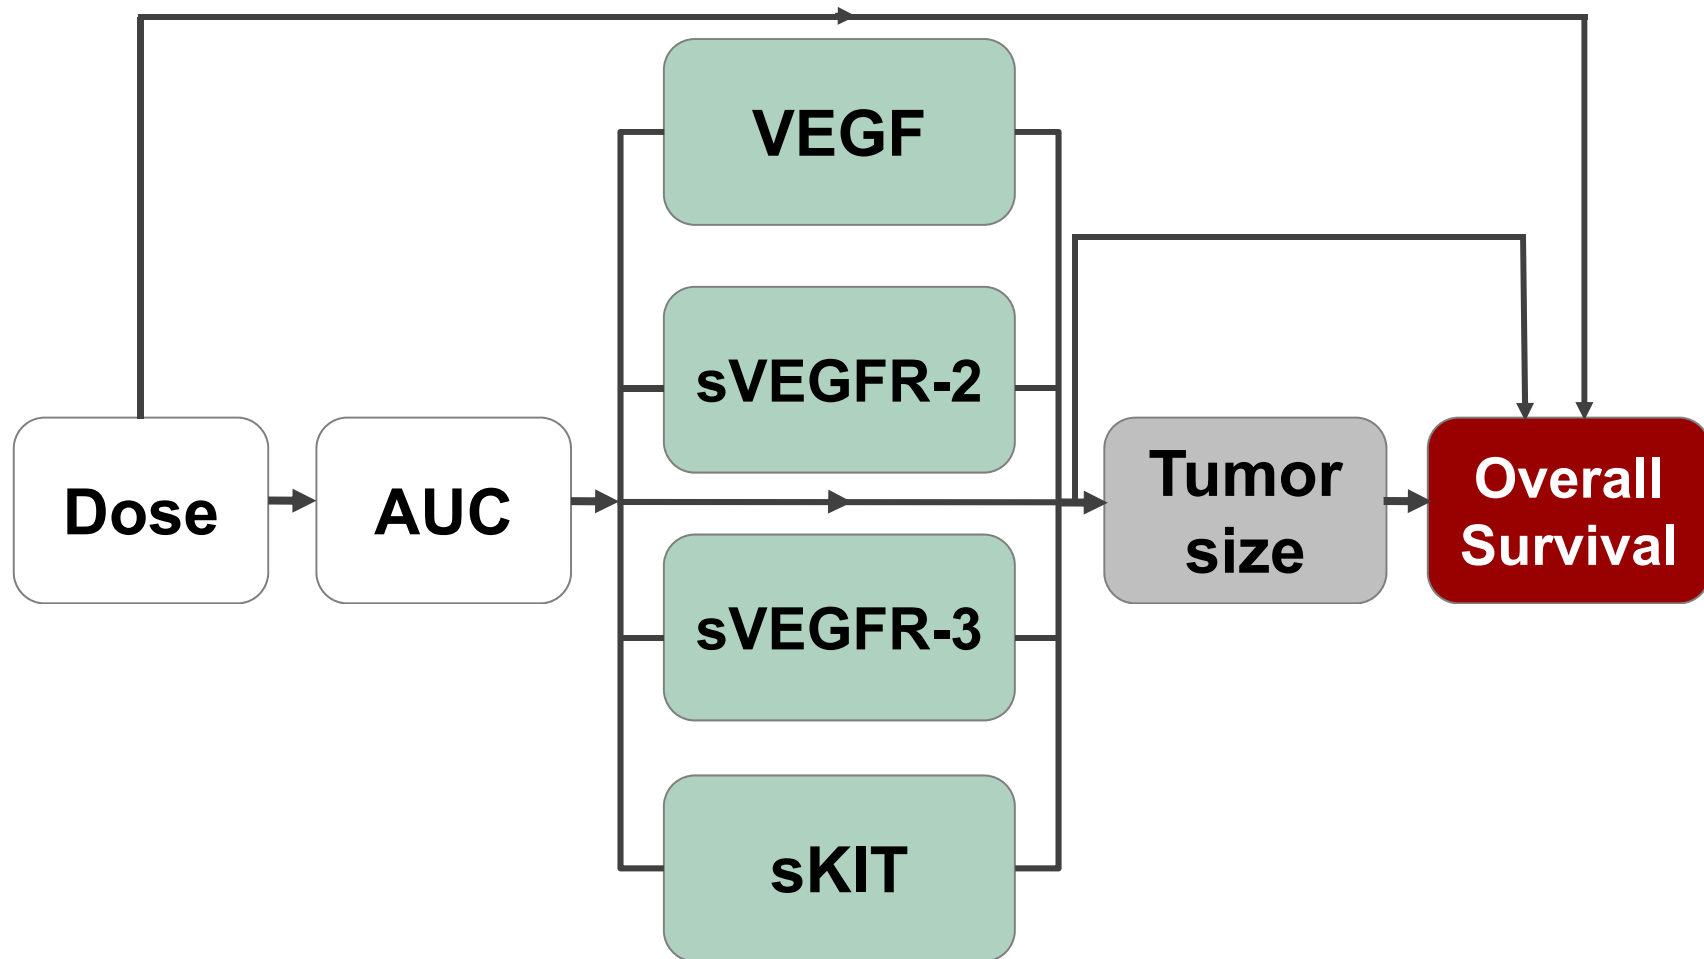 VEGF
sVEGFR-2
Dose
AUC
Tumor
size
Overall
Survival
sVEGFR-3
sKIT